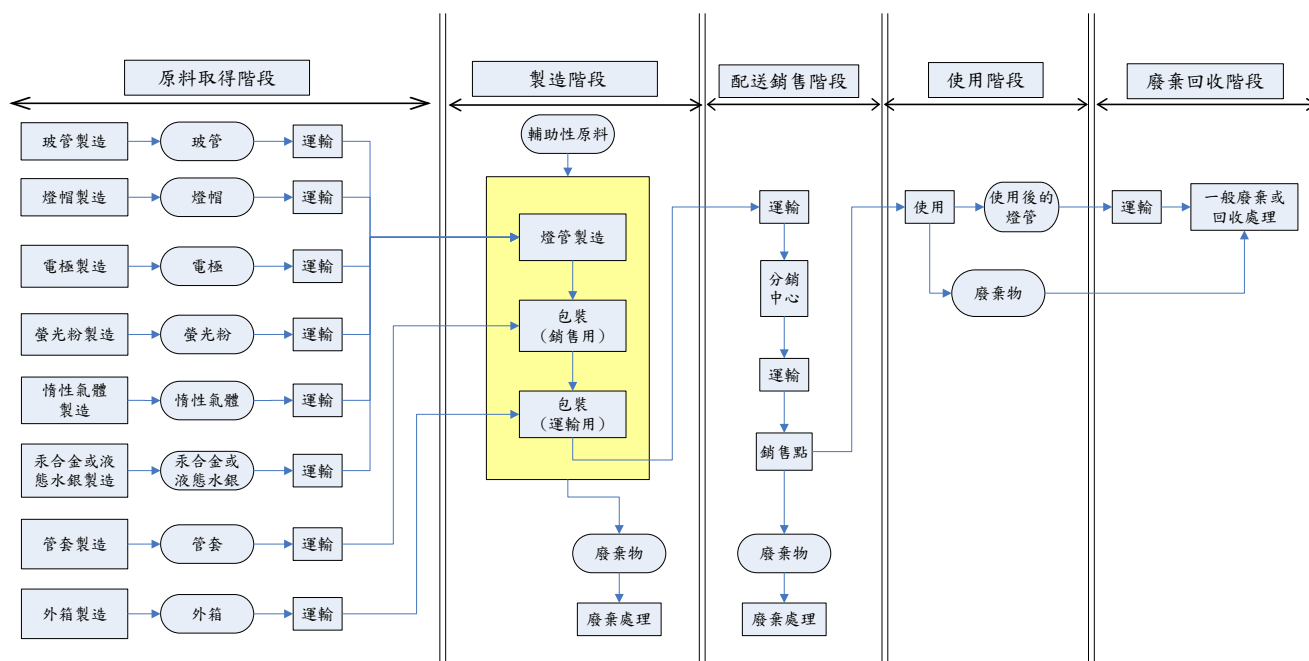 原料取得階段
製造階段
配送銷售階段
使用階段
廢棄回收階段
玻管製造
玻管
運輸
燈帽製造
燈帽
運輸
電極製造
電極
運輸
螢光粉製造
螢光粉
運輸
惰性氣體
製造
惰性氣體
運輸
汞合金或液
態水銀製造
汞合金或
液態水銀
運輸
管套製造
管套
運輸
外箱製造
外箱
運輸
輔助性原料
燈管製造
包裝
（銷售用）
包裝
（運輸用）
廢棄物
廢棄處理
運輸
分銷
中心
運輸
銷售點
廢棄物
廢棄處理
使用
使用後的
燈管
廢棄物
運輸
一般廢棄或
回收處理